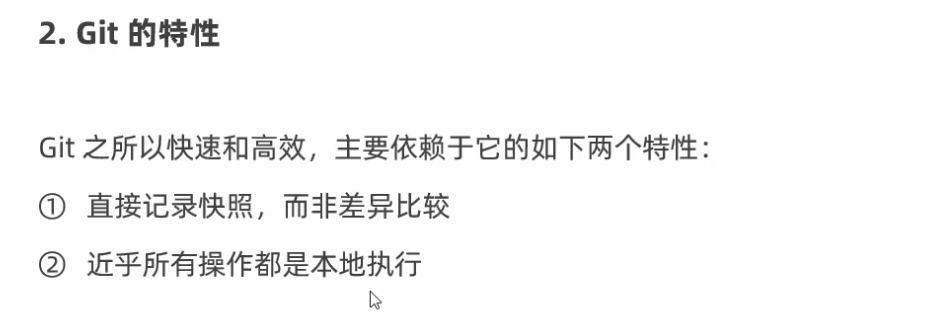 2. Git 的特性
Git 之所以快速和高效，主要依赖于它的如下两个特性：
① 直接记录快照，而非差异比较
② 近乎所有操作都是本地执行